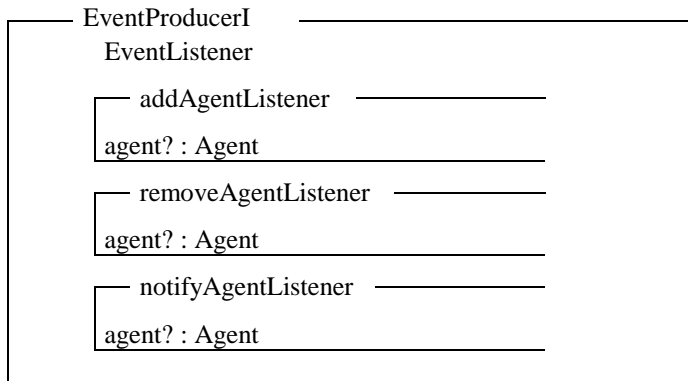 EventProducerI
EventListener
addAgentListener
agent? : Agent
removeAgentListener
agent? : Agent
notifyAgentListener
agent? : Agent